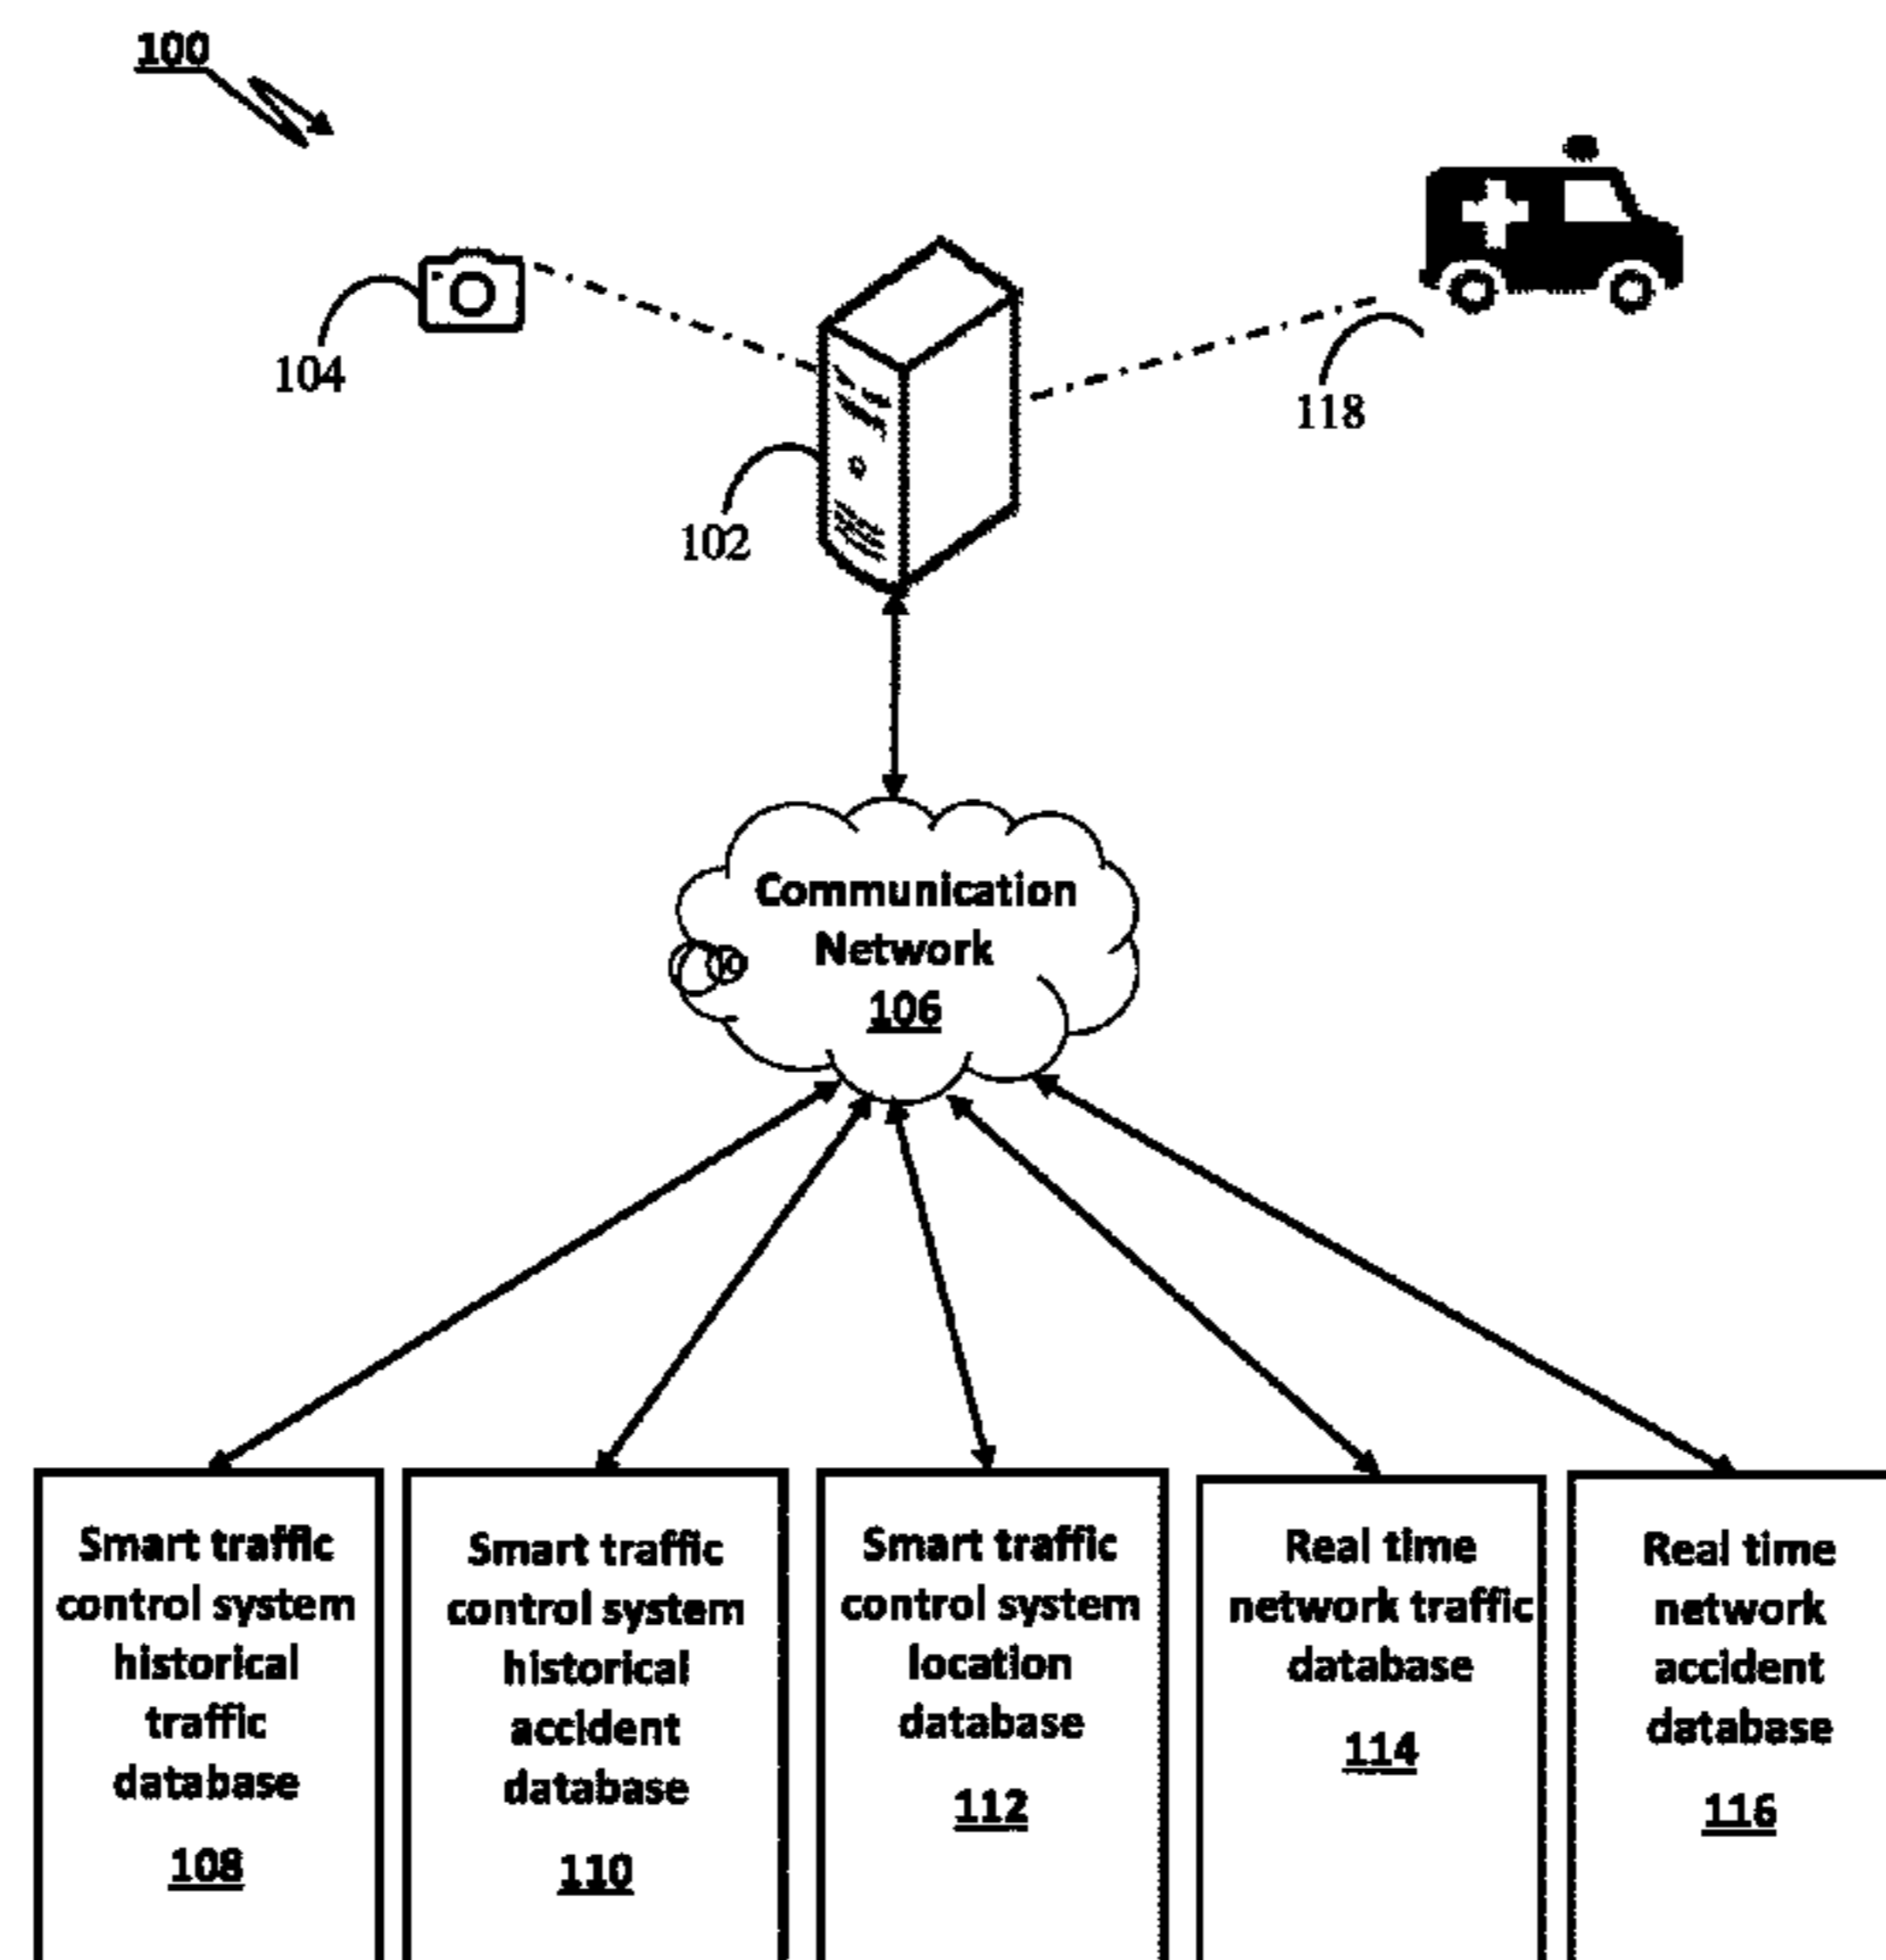 100
104
118
102
Communication
Network
106
Smart traffic
control system
historical
traffic
database
108
Smart traffic
control system
historical
accident
database
110
Smart traffic
control system
location
database
112
Real time
network traffic
database
114
Real time
network
accident
database
116